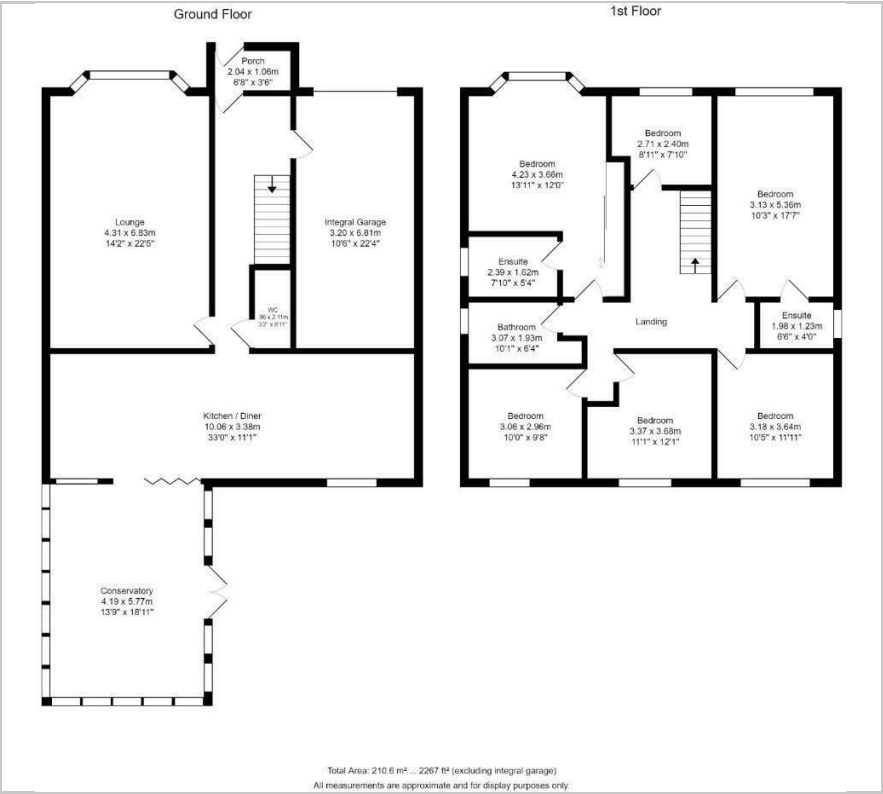 Ground Floor
1st Floor
Porch
2.04 x 1.06m
6'8" x 3'6"
Lounge
4.31 x 6.83m
14'2" x 22'5"
Integral Garage
3.20 x 6.81m
10'6" x 22'4"
WC
.96 x 2.11m
3'2" x 6'11"
Kitchen / Diner
10.06 x 3.38m
33'0" x 11'1"
Conservatory
4.19 x 5.77m
13'9" x 18'11"
Bedroom
4.23 x 3.66m
13'11" x 12'0"
Bedroom
2.71 x 2.40m
8'11" x 7'10"
Bedroom
3.13 x 5.36m
10'3" x 17'7"
Ensuite
2.39 x 1.62m
7'10" x 5'4"
Bathroom
3.07 x 1.93m
10'1" x 6'4"
Landing
Ensuite
1.98 x 1.23m
6'6" x 4'0"
Bedroom
3.06 x 2.96m
10'0" x 9'8"
Bedroom
3.37 x 3.68m
11'1" x 12'1"
Bedroom
3.18 x 3.64m
10'5" x 11'11"
Total Area: 210.6 m² ... 2267 ft² (excluding integral garage)
All measurements are approximate and for display purposes only.